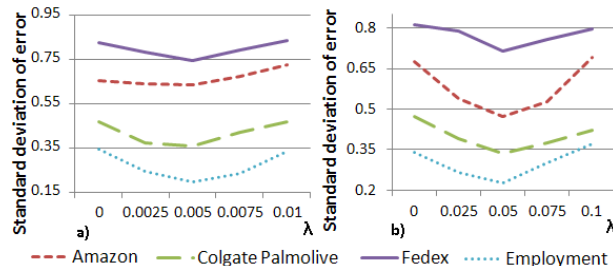 Standard deviation of error
0.95
0.75
0.55
0.35
0.15
0 0.0025 0.005 0.0075 0.01
λ
a)
Standard deviation of error
0.8
0.65
0.5
0.35
0.2
0 0.025 0.05 0.075 0.1
λ
b)
Amazon Colgate Palmolive Fedex Employment